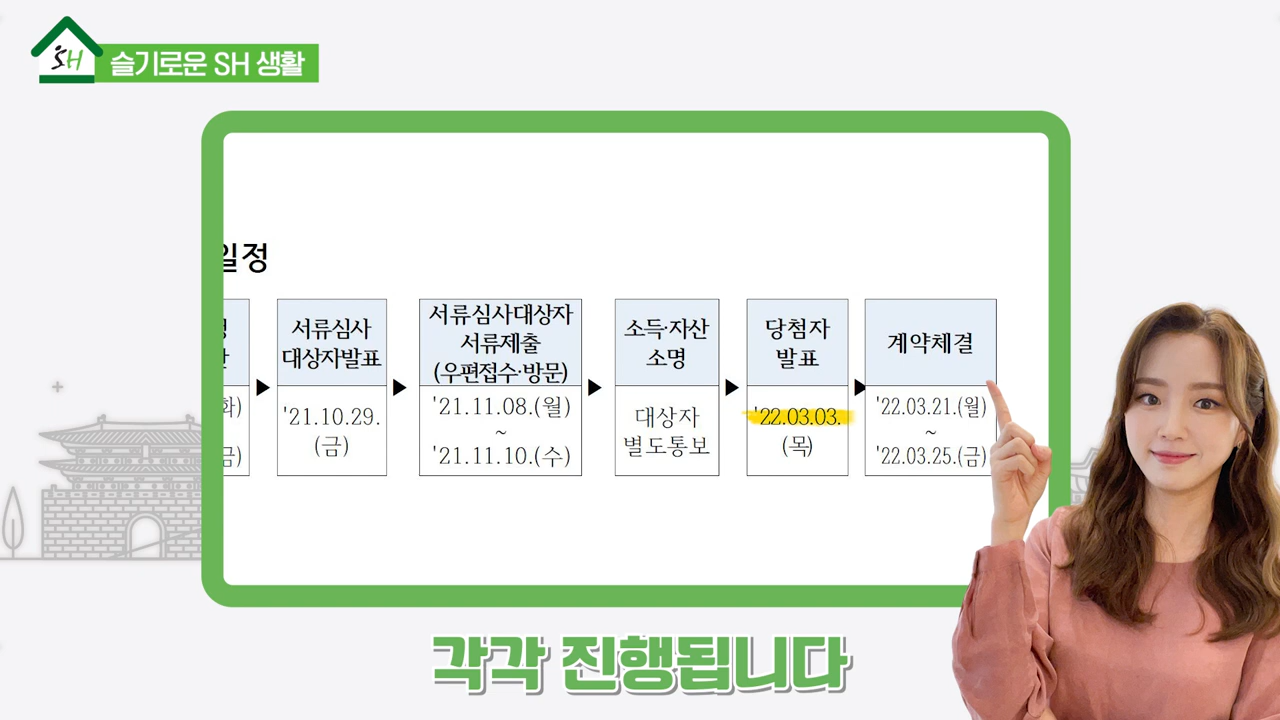 SH
슬기로운 SH 생활
일정
서류심사
대상자발표
'21.10.29.
(금)
서류심사대상자
서류제출
(우편접수·방문)
'21.11.08.(월)
~
'21.11.10.(수)
소득·자산
소명
대상자
별도통보
당첨자
발표
'22.03.03.
(목)
계약체결
'22.03.21.(월)
~
'22.03.25.(금)
화)
금)
각각 진행됩니다